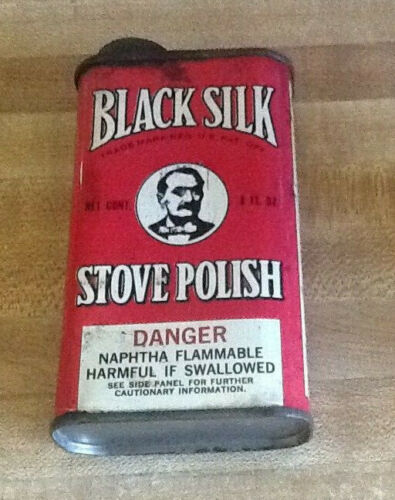 BLACK SILK
TRADE MARK REG. U.S. PAT. OFF.
NET CONT. 8 FL. OZ.
STOVE POLISH
DANGER
NAPHTHA FLAMMABLE
HARMFUL IF SWALLOWED
SEE SIDE PANEL FOR FURTHER
CAUTIONARY INFORMATION.